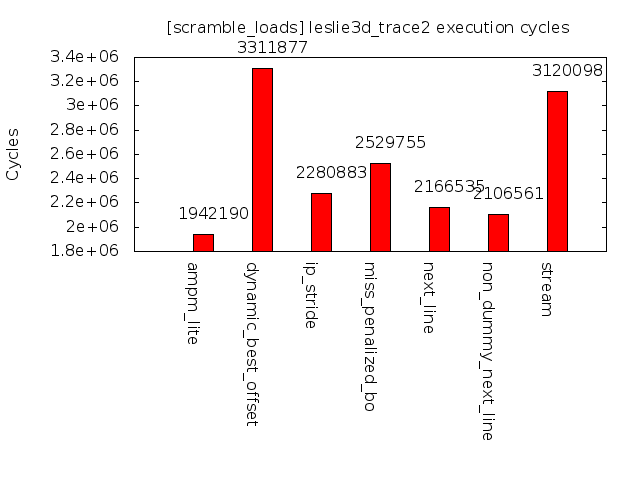 [scramble_loads] leslie3d_trace2 execution cycles
Cycles
3.4e+06
3.2e+06
3e+06
2.8e+06
2.6e+06
2.4e+06
2.2e+06
2e+06
1.8e+06
1942190
3311877
2280883
2529755
2166535
2106561
3120098
ampm_lite
dynamic_best_offset
ip_stride
miss_penalized_bo
next_line
non_dummy_next_line
stream